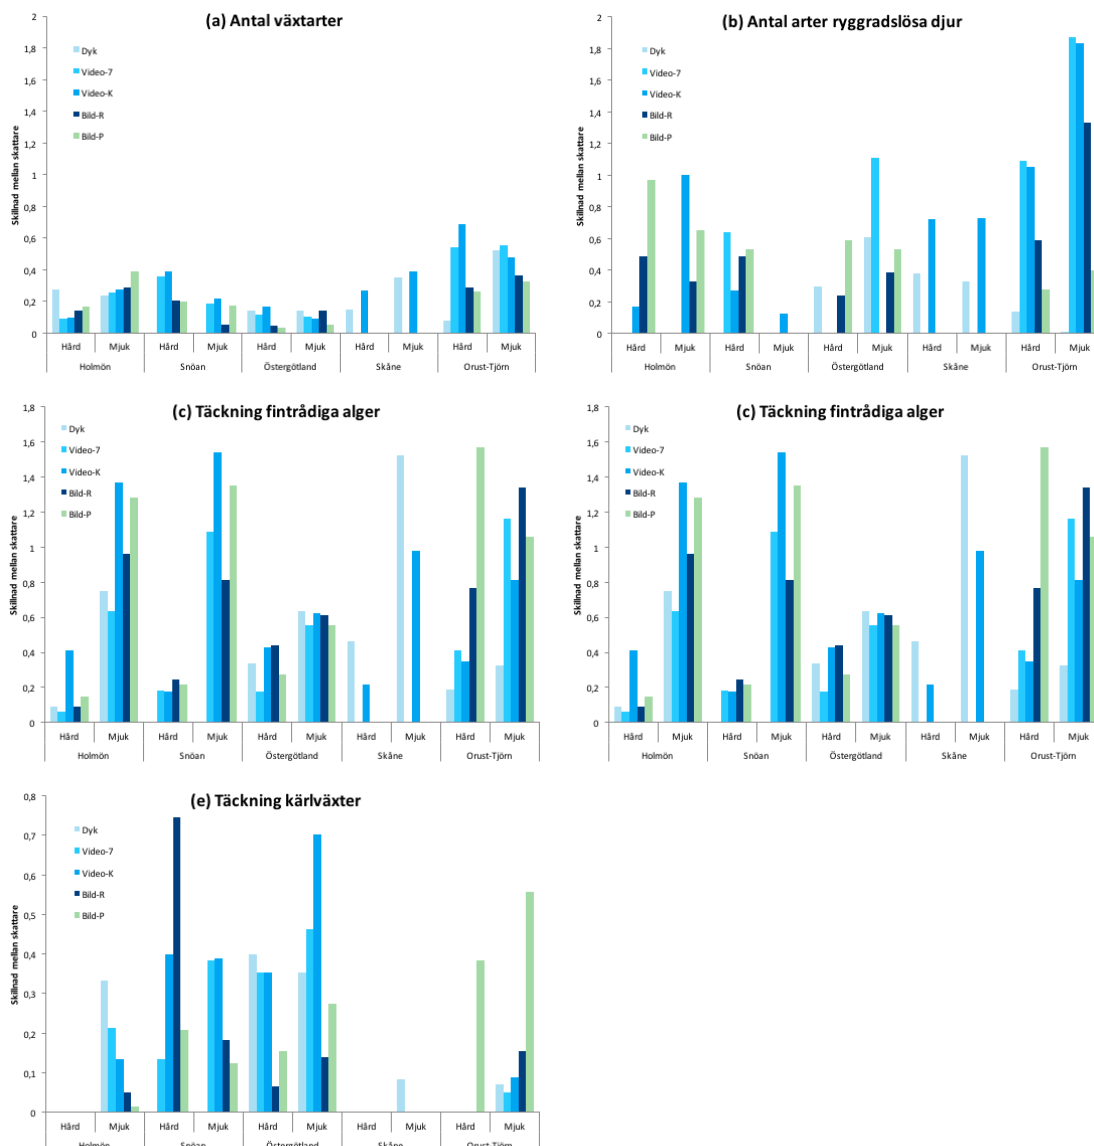 (a) Antal växtarter
Skillnad mellan skattare
2
1,8
1,6
1,4
1,2
1
0,8
0,6
0,4
0,2
0
Dyk
Video-7
Video-K
Bild-R
Bild-P
Hård Mjuk Hård Mjuk Hård Mjuk Hård Mjuk Hård Mjuk
Holmön Snöan Östergötland Skåne Orust-Tjörn
(b) Antal arter ryggradslösa djur
Skillnad mellan skattare
2
1,8
1,6
1,4
1,2
1
0,8
0,6
0,4
0,2
0
Dyk
Video-7
Video-K
Bild-R
Bild-P
Hård Mjuk Hård Mjuk Hård Mjuk Hård Mjuk Hård Mjuk
Holmön Snöan Östergötland Skåne Orust-Tjörn
(c) Täckning fintrådiga alger
Skillnad mellan skattare
1,8
1,6
1,4
1,2
1
0,8
0,6
0,4
0,2
0
Dyk
Video-7
Video-K
Bild-R
Bild-P
Hård Mjuk Hård Mjuk Hård Mjuk Hård Mjuk Hård Mjuk
Holmön Snöan Östergötland Skåne Orust-Tjörn
(c) Täckning fintrådiga alger
Skillnad mellan skattare
1,8
1,6
1,4
1,2
1
0,8
0,6
0,4
0,2
0
Dyk
Video-7
Video-K
Bild-R
Bild-P
Hård Mjuk Hård Mjuk Hård Mjuk Hård Mjuk Hård Mjuk
Holmön Snöan Östergötland Skåne Orust-Tjörn
(e) Täckning kärlväxter
Skillnad mellan skattare
0,8
0,7
0,6
0,5
0,4
0,3
0,2
0,1
0
Dyk
Video-7
Video-K
Bild-R
Bild-P
Hård Mjuk Hård Mjuk Hård Mjuk Hård Mjuk Hård Mjuk
Holmön Snöan Östergötland Skåne Orust-Tjörn